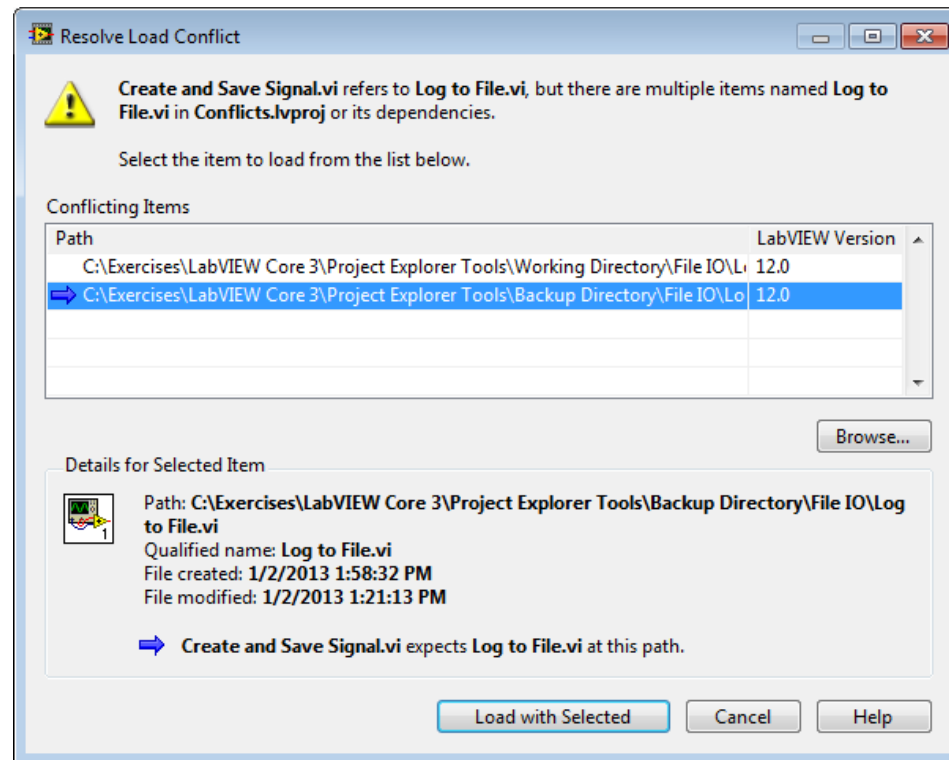 Resolve Load Conflict
Create and Save Signal.vi refers to Log to File.vi, but there are multiple items named Log to
File.vi in Conflicts.lvproj or its dependencies.
Select the item to load from the list below.
Conflicting Items
Path LabVIEW Version
C:\Exercises\LabVIEW Core 3\Project Explorer Tools\Working Directory\File IO\L 12.0
C:\Exercises\LabVIEW Core 3\Project Explorer Tools\Backup Directory\File IO\Lo 12.0
Browse...
Details for Selected Item
1
Path: C:\Exercises\LabVIEW Core 3\Project Explorer Tools\Backup Directory\File IO\Log
to File.vi
Qualified name: Log to File.vi
File created: 1/2/2013 1:58:32 PM
File modified: 1/2/2013 1:21:13 PM
Create and Save Signal.vi expects Log to File.vi at this path.
Load with Selected Cancel Help